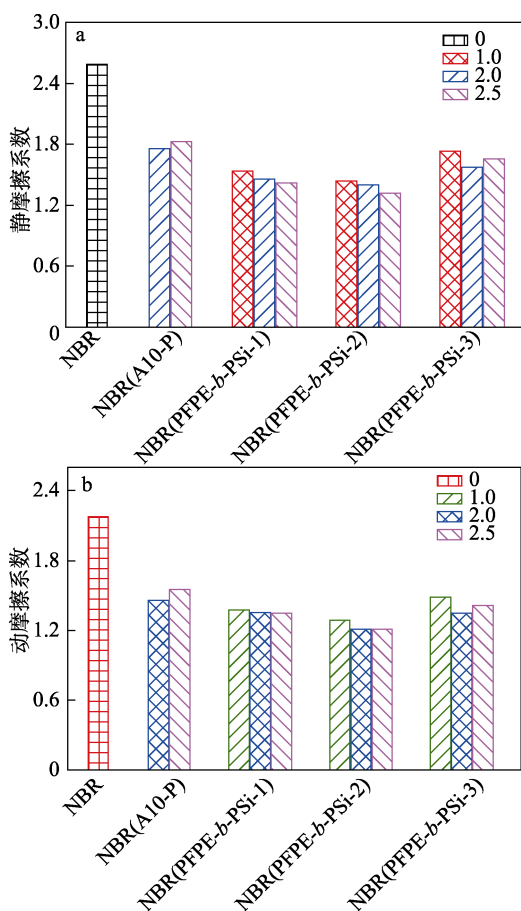 a
3.0
2.4
1.8
1.2
0.6
0
静摩擦系数
0
1.0
2.0
2.5
NBR
NBR(A10-P)
NBR(PFPE-b-PSi-1)
NBR(PFPE-b-PSi-2)
NBR(PFPE-b-PSi-3)
b
2.4
1.8
1.2
0.6
0
动摩擦系数
0
1.0
2.0
2.5
NBR
NBR(A10-P)
NBR(PFPE-b-PSi-1)
NBR(PFPE-b-PSi-2)
NBR(PFPE-b-PSi-3)